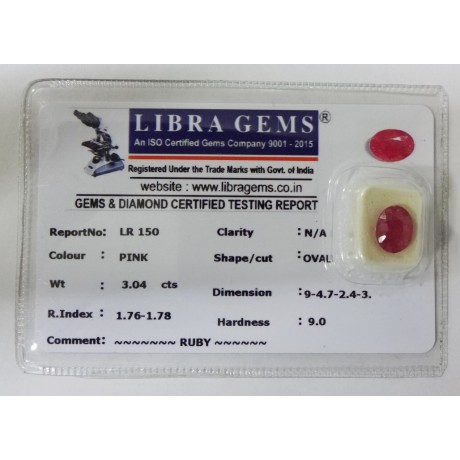 LIBRA GEMS®
An ISO Certified Gems Company 9001 - 2015
Registered Under the Trade Marks with Govt. of India
website : www.libragems.co.in
GEMS & DIAMOND CERTIFIED TESTING REPORT
ReportNo: LR 150 Clarity : N/A
Colour : PINK Shape/cut : OVAL
Wt : 3.04 cts Dimension : 9-4.7-2.4-3.
R.Index : 1.76-1.78 Hardness : 9.0
Comment: ~~~~~~~ RUBY ~~~~~~